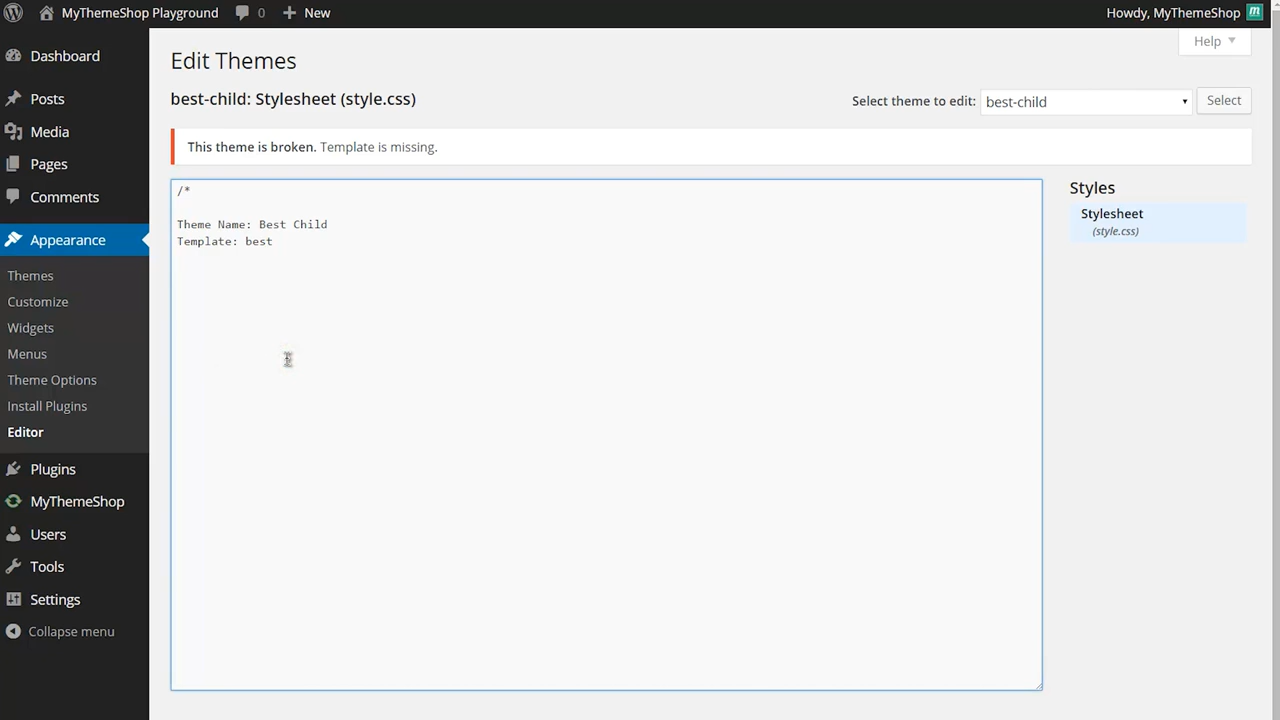 MyThemeShop Playground 0 New Howdy, MyThemeShop m
Help
Dashboard
Posts
Media
Pages
Comments
Appearance
Themes
Customize
Widgets
Menus
Theme Options
Install Plugins
Editor
Plugins
MyThemeShop
Users
Tools
Settings
Collapse menu
Edit Themes
best-child: Stylesheet (style.css)
Select theme to edit: best-child Select
This theme is broken. Template is missing.
/*
Theme Name: Best Child
Template: best
Styles
Stylesheet
(style.css)